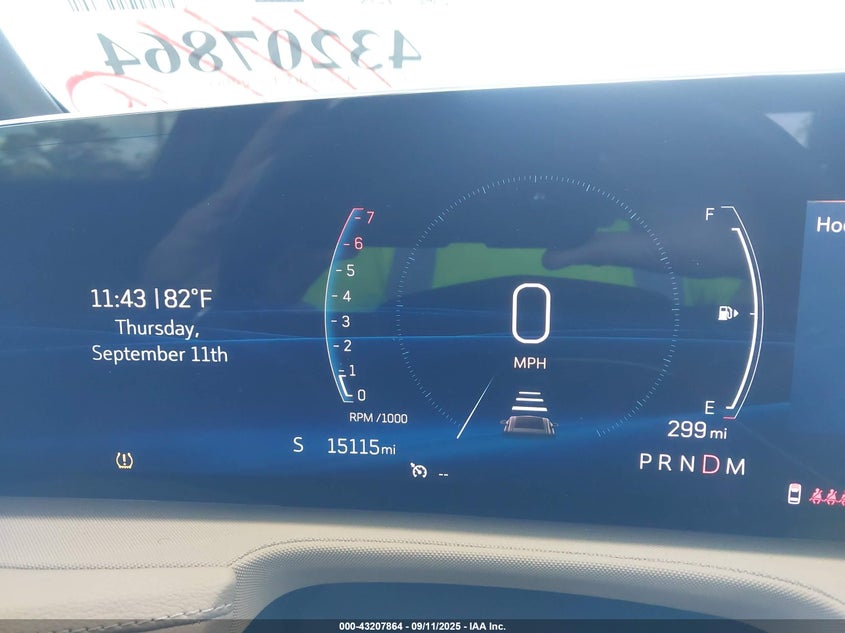 43207864
7
6
5
4
3
2
1
0
RPM /1000
11:43 | 82°F
Thursday,
September 11th
0
MPH
F
E
299 mi
S 15115 mi
--
PRNDM
000-43207864 - 09/11/2025 - IAA Inc.